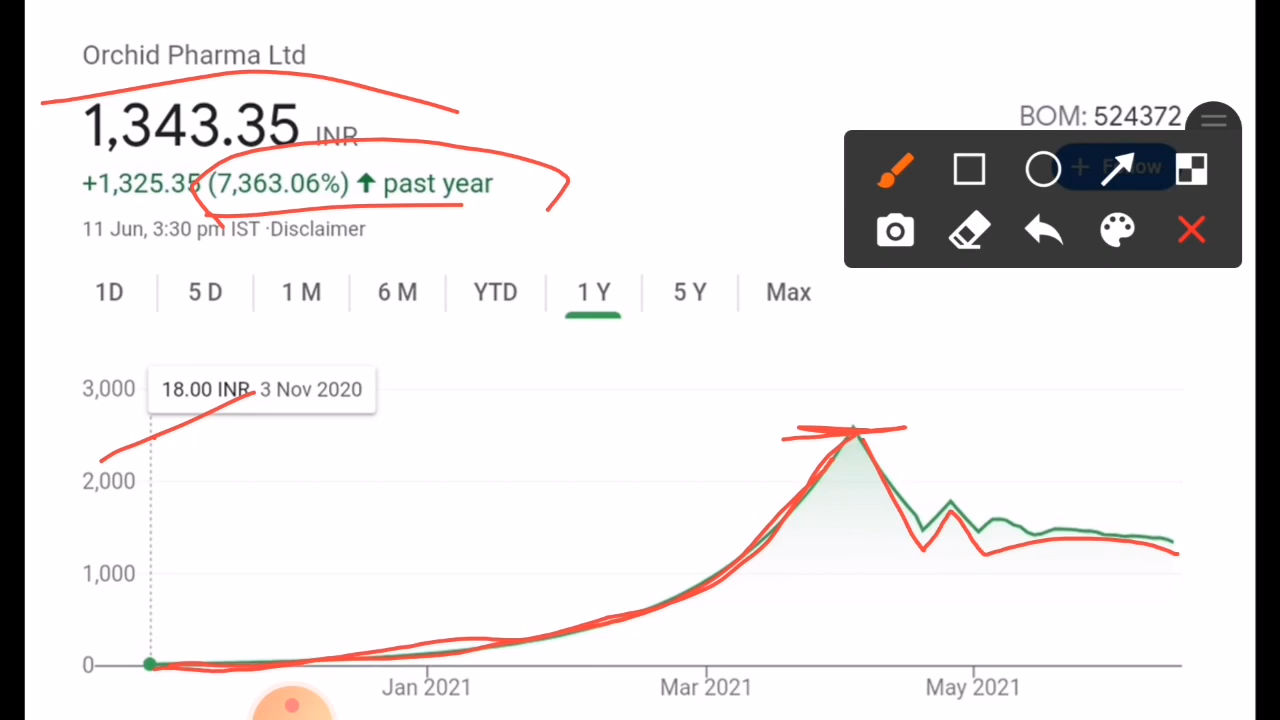 Orchid Pharma Ltd
1,343.35 INR
BOM: 524372
+1,325.35 (7,363.06%) ↑ past year
11 Jun, 3:30 pm IST ·Disclaimer
1D 5 D 1 M 6 M YTD 1 Y 5 Y Max
3,000
18.00 INR 3 Nov 2020
2,000
1,000
0
Jan 2021 Mar 2021 May 2021